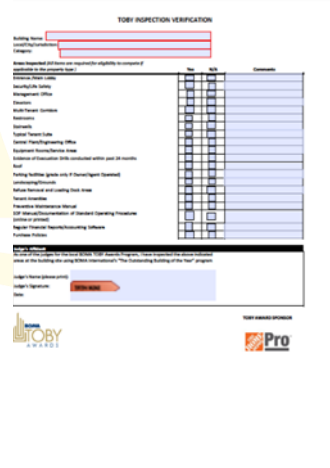 TOBY INSPECTION VERIFICATION
Building Name:
Local/City/Jurisdiction:
Category:
Areas Inspected (All items are required for eligibility to compete if
applicable to the property type.) Yes N/A Comments
Entrance /Main Lobby
Security/Life Safety
Management Office
Elevators
Multi-Tenant Corridors
Restrooms
Stairwells
Typical Tenant Suite
Central Plant/Engineering Office
Equipment Rooms/Service Areas
Evidence of Evacuation Drills conducted within past 24 months
Roof
Parking Facilities (grade only if Owner/Agent Operated)
Landscaping/Grounds
Refuse Removal and Loading Dock Areas
Tenant Amenities
Preventive Maintenance Manual
SOP Manual/Documentation of Standard Operating Procedures
(online or printed)
Regular Financial Reports/Accounting Software
Purchase Policies
Judge's Affidavit
As one of the judges for the local BOMA TOBY Awards Program, I have inspected the above indicated
areas at the building site using BOMA International's "The Outstanding Building of the Year" program
Judge's Name (please print):
Judge's Signature:
Date:
BOMA
TOBY
AWARDS
TOBY AWARD SPONSOR
Pro